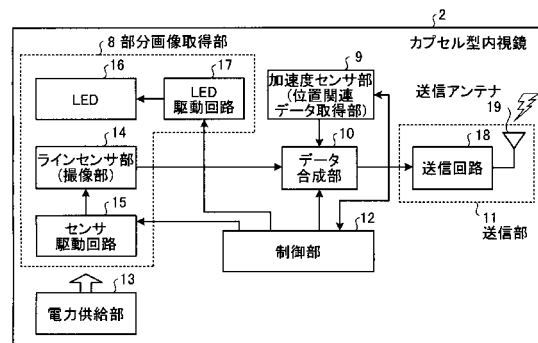 2
カプセル型内視鏡
8 部分画像取得部
16
LED
17
LED
駆動回路
9
加速度センサ部
(位置関連
データ取得部)
送信アンテナ
19
14
ラインセンサ部
(撮像部)
10
データ
合成部
18
送信回路
15
センサ
駆動回路
12
制御部
11
送信部
13
電力供給部